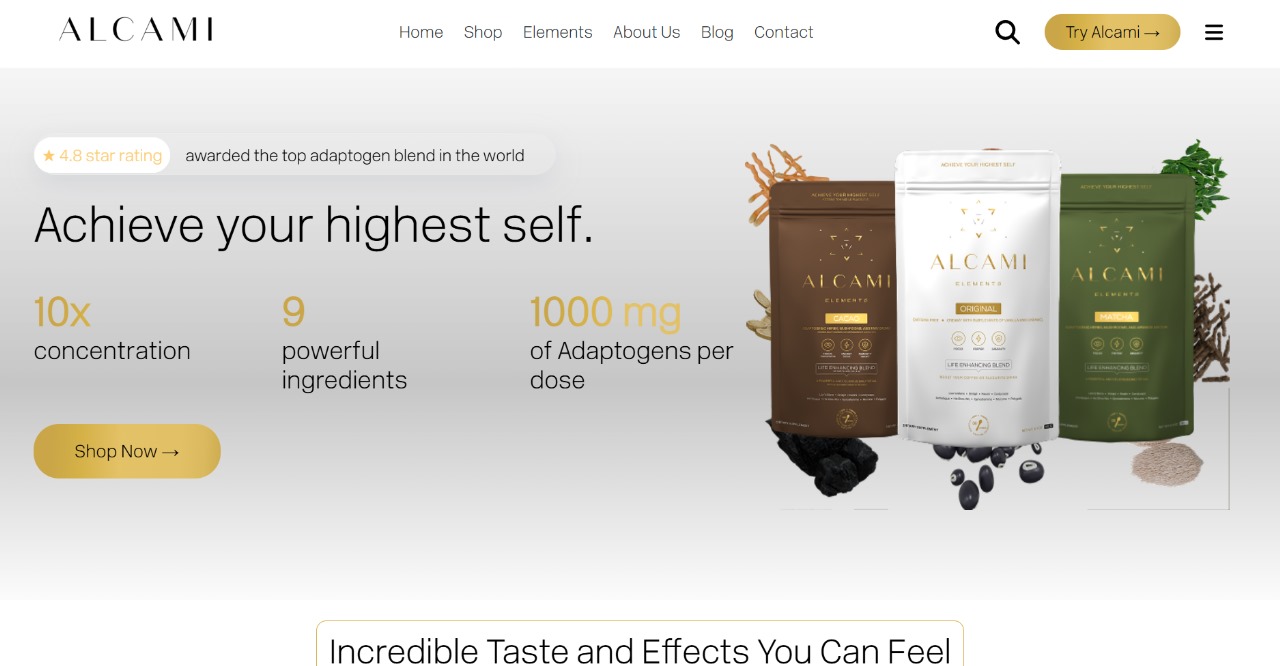 ALCAMI
Home Shop Elements About Us Blog Contact
Try Alcami →
★ 4.8 star rating
awarded the top adaptogen blend in the world
Achieve your highest self.
10x
concentration
9
powerful
ingredients
1000 mg
of Adaptogens per
dose
Shop Now →
ACHIEVE YOUR HIGHEST SELF
ALCAMI
ELEMENTS
CACAO
LIFE ENHANCING BLEND
ACHIEVE YOUR HIGHEST SELF
ALCAMI
ELEMENTS
ORIGINAL
LIFE ENHANCING BLEND
ACHIEVE YOUR HIGHEST SELF
ALCAMI
ELEMENTS
MATCHA
LIFE ENHANCING BLEND
Incredible Taste and Effects You Can Feel